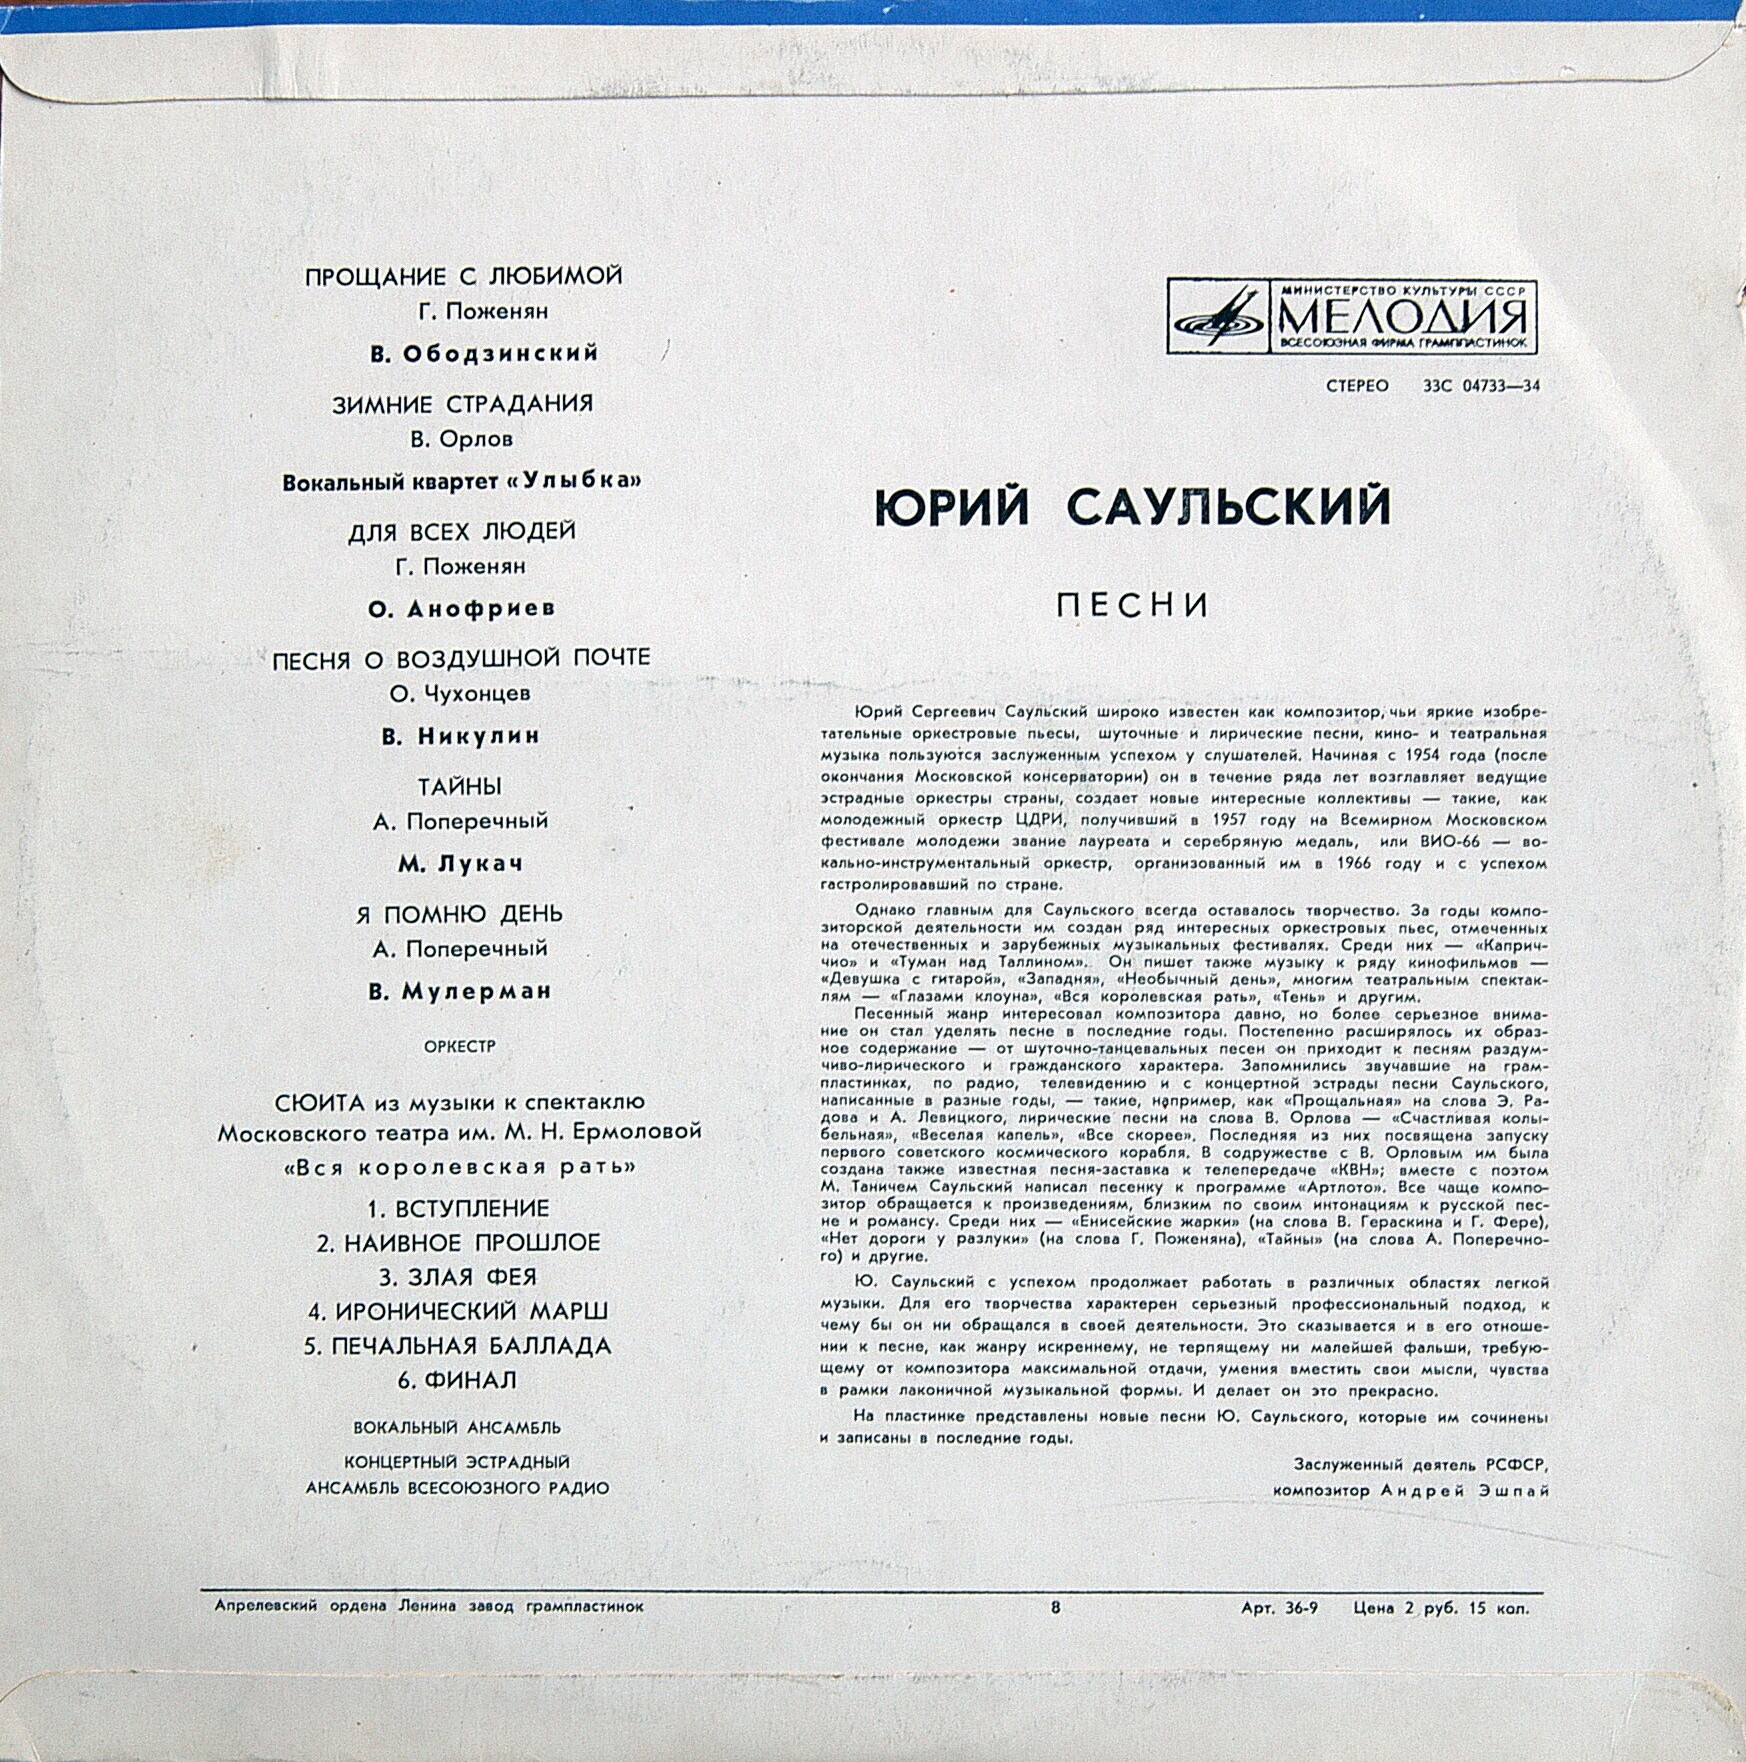 ПРОЩАНИЕ С ЛЮБИМОЙ
Г. Поженян
В. Ободзинский
ЗИМНИЕ СТРАДАНИЯ
В. Орлов
Вокальный квартет «Улыбка»
ДЛЯ ВСЕХ ЛЮДЕЙ
Г. Поженян
О. Анофриев
ПЕСНЯ О ВОЗДУШНОЙ ПОЧТЕ
О. Чухонцев
В. Никулин
ТАЙНЫ
А. Поперечный
М. Лукач
Я ПОМНЮ ДЕНЬ
А. Поперечный
В. Мулерман
ОРКЕСТР
СЮИТА из музыки к спектаклю
Московского театра им. М. Н. Ермоловой
«Вся королевская рать»
1. ВСТУПЛЕНИЕ
2. НАИВНОЕ ПРОШЛОЕ
3. ЗЛАЯ ФЕЯ
4. ИРОНИЧЕСКИЙ МАРШ
5. ПЕЧАЛЬНАЯ БАЛЛАДА
6. ФИНАЛ
ВОКАЛЬНЫЙ АНСАМБЛЬ
КОНЦЕРТНЫЙ ЭСТРАДНЫЙ
АНСАМБЛЬ ВСЕСОЮЗНОГО РАДИО
МИНИСТЕРСТВО КУЛЬТУРЫ СССР
МЕЛОДИЯ
ВСЕСОЮЗНАЯ ФИРМА ГРАМПЛАСТИНОК
СТЕРЕО 33С 04733—34
ЮРИЙ САУЛЬСКИЙ
ПЕСНИ
Юрий Сергеевич Саульский широко известен как композитор, чьи яркие изобре-
тательные оркестровые пьесы, шуточные и лирические песни, кино- и театральная
музыка пользуются заслуженным успехом у слушателей. Начиная с 1954 года (после
окончания Московской консерватории) он в течение ряда лет возглавляет ведущие
эстрадные оркестры страны, создает новые интересные коллективы — такие, как
молодежный оркестр ЦДРИ, получивший в 1957 году на Всемирном Московском
фестивале молодежи звание лауреата и серебряную медаль, или ВИО-66 — во-
кально-инструментальный оркестр, организованный им в 1966 году и с успехом
гастролировавший по стране.
Однако главным для Саульского всегда оставалось творчество. За годы компо-
зиторской деятельности им создан ряд интересных оркестровых пьес, отмеченных
на отечественных и зарубежных музыкальных фестивалях. Среди них — «Каприч-
чио» и «Туман над Таллином». Он пишет также музыку к ряду кинофильмов —
«Девушка с гитарой», «Западня», «Необычный день», многим театральным спектак-
лям — «Глазами клоуна», «Вся королевская рать», «Тень» и другим.
Песенный жанр интересовал композитора давно, но более серьезное внима-
ние он стал уделять песне в последние годы. Постепенно расширялось их образ-
ное содержание — от шуточно-танцевальных песен он приходит к песням раздум-
чиво-лирического и гражданского характера. Запомнились звучавшие на грам-
пластинках, по радио, телевидению и с концертной эстрады песни Саульского,
написанные в разные годы, — такие, например, как «Прощальная» на слова Э. Ра-
дова и А. Левицкого, лирические песни на слова В. Орлова — «Счастливая колы-
бельная», «Веселая капель», «Все скорее». Последняя из них посвящена запуску
первого советского космического корабля. В содружестве с В. Орловым им была
создана также известная песня-заставка к телепередаче «КВН»; вместе с поэтом
М. Таничем Саульский написал песенку к программе «Артлото». Все чаще компо-
зитор обращается к произведениям, близким по своим интонациям к русской пес-
не и романсу. Среди них — «Енисейские жарки» (на слова В. Гераскина и Г. Фере),
«Нет дороги у разлуки» (на слова Г. Поженяна), «Тайны» (на слова А. Поперечно-
го) и другие.
Ю. Саульский с успехом продолжает работать в различных областях легкой
музыки. Для его творчества характерен серьезный профессиональный подход, к
чему бы он ни обращался в своей деятельности. Это сказывается и в его отноше-
нии к песне, как жанру искреннему, не терпящему ни малейшей фальши, требую-
щему от композитора максимальной отдачи, умения вместить свои мысли, чувства
в рамки лаконичной музыкальной формы. И делает он это прекрасно.
На пластинке представлены новые песни Ю. Саульского, которые им сочинены
и записаны в последние годы.
Заслуженный деятель РСФСР,
композитор Андрей Эшпай
Апрелевский ордена Ленина завод грампластинок 8 Арт. 36-9 Цена 2 руб. 15 коп.